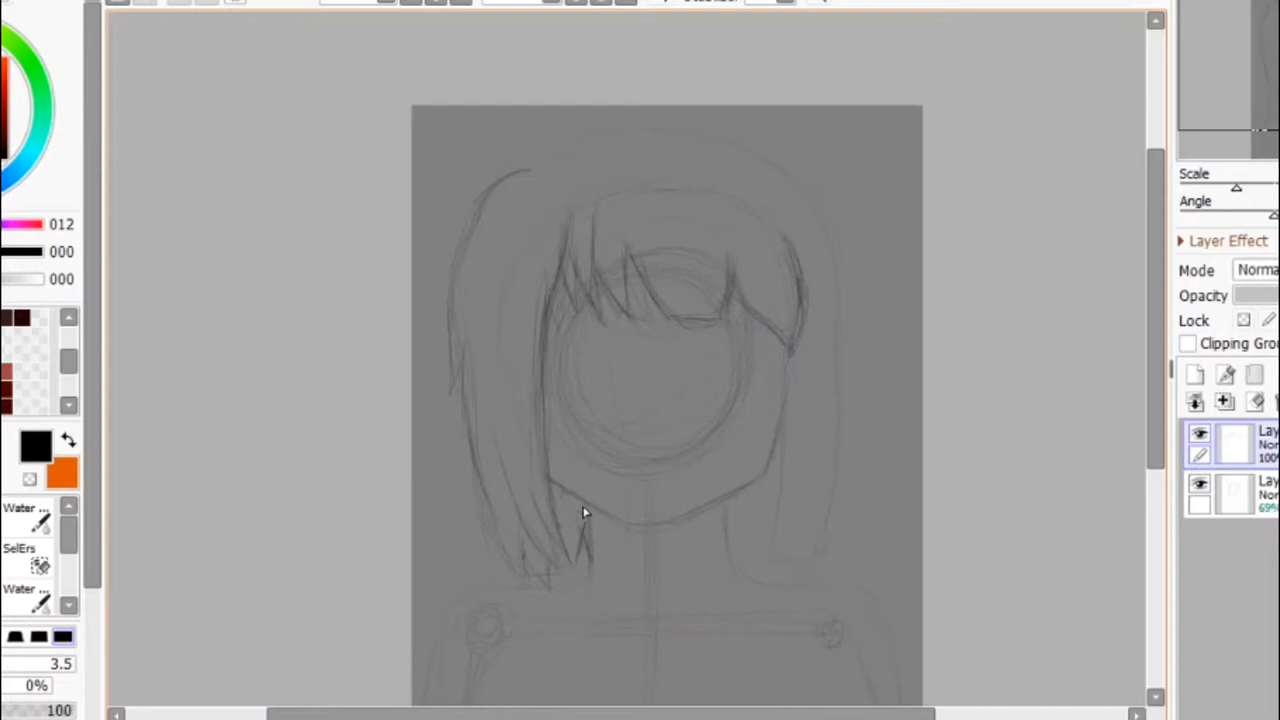 012
000
000
Water ...
SelErs
Water ...
3.5
0%
100
Scale
Angle
Layer Effect
Mode
Norma
Opacity
Lock
Clipping Grou
Lay
Nor
100%
Lay
Nor
69%